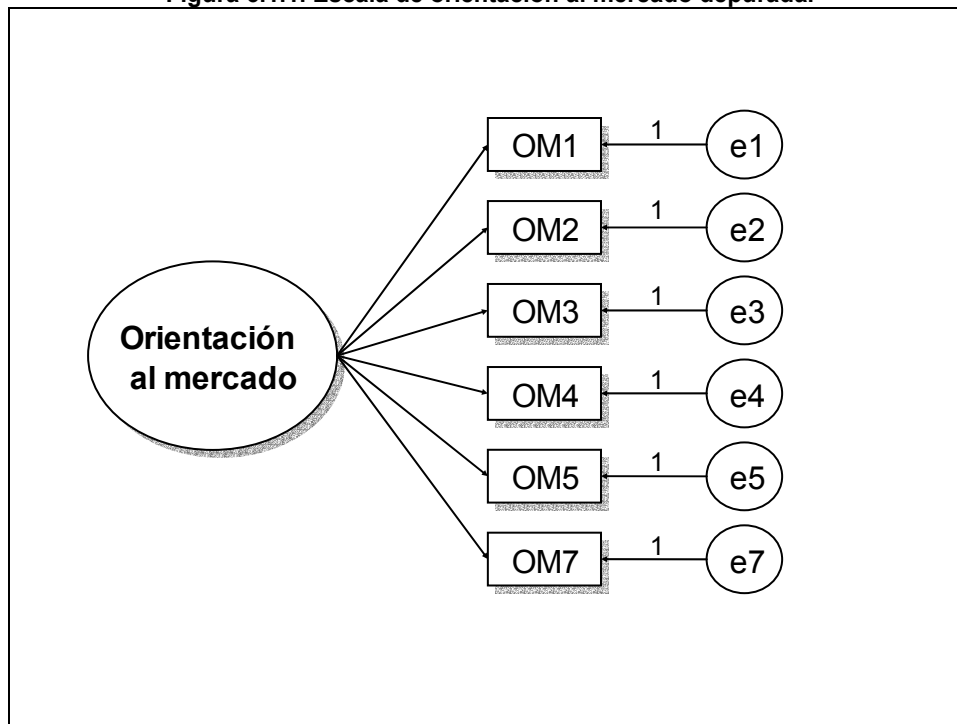 Escala de orientación al mercado depurada.
OM1
1
e1
OM2
1
e2
OM3
1
e3
Orientación
al mercado
OM4
1
e4
OM5
1
e5
OM7
1
e7